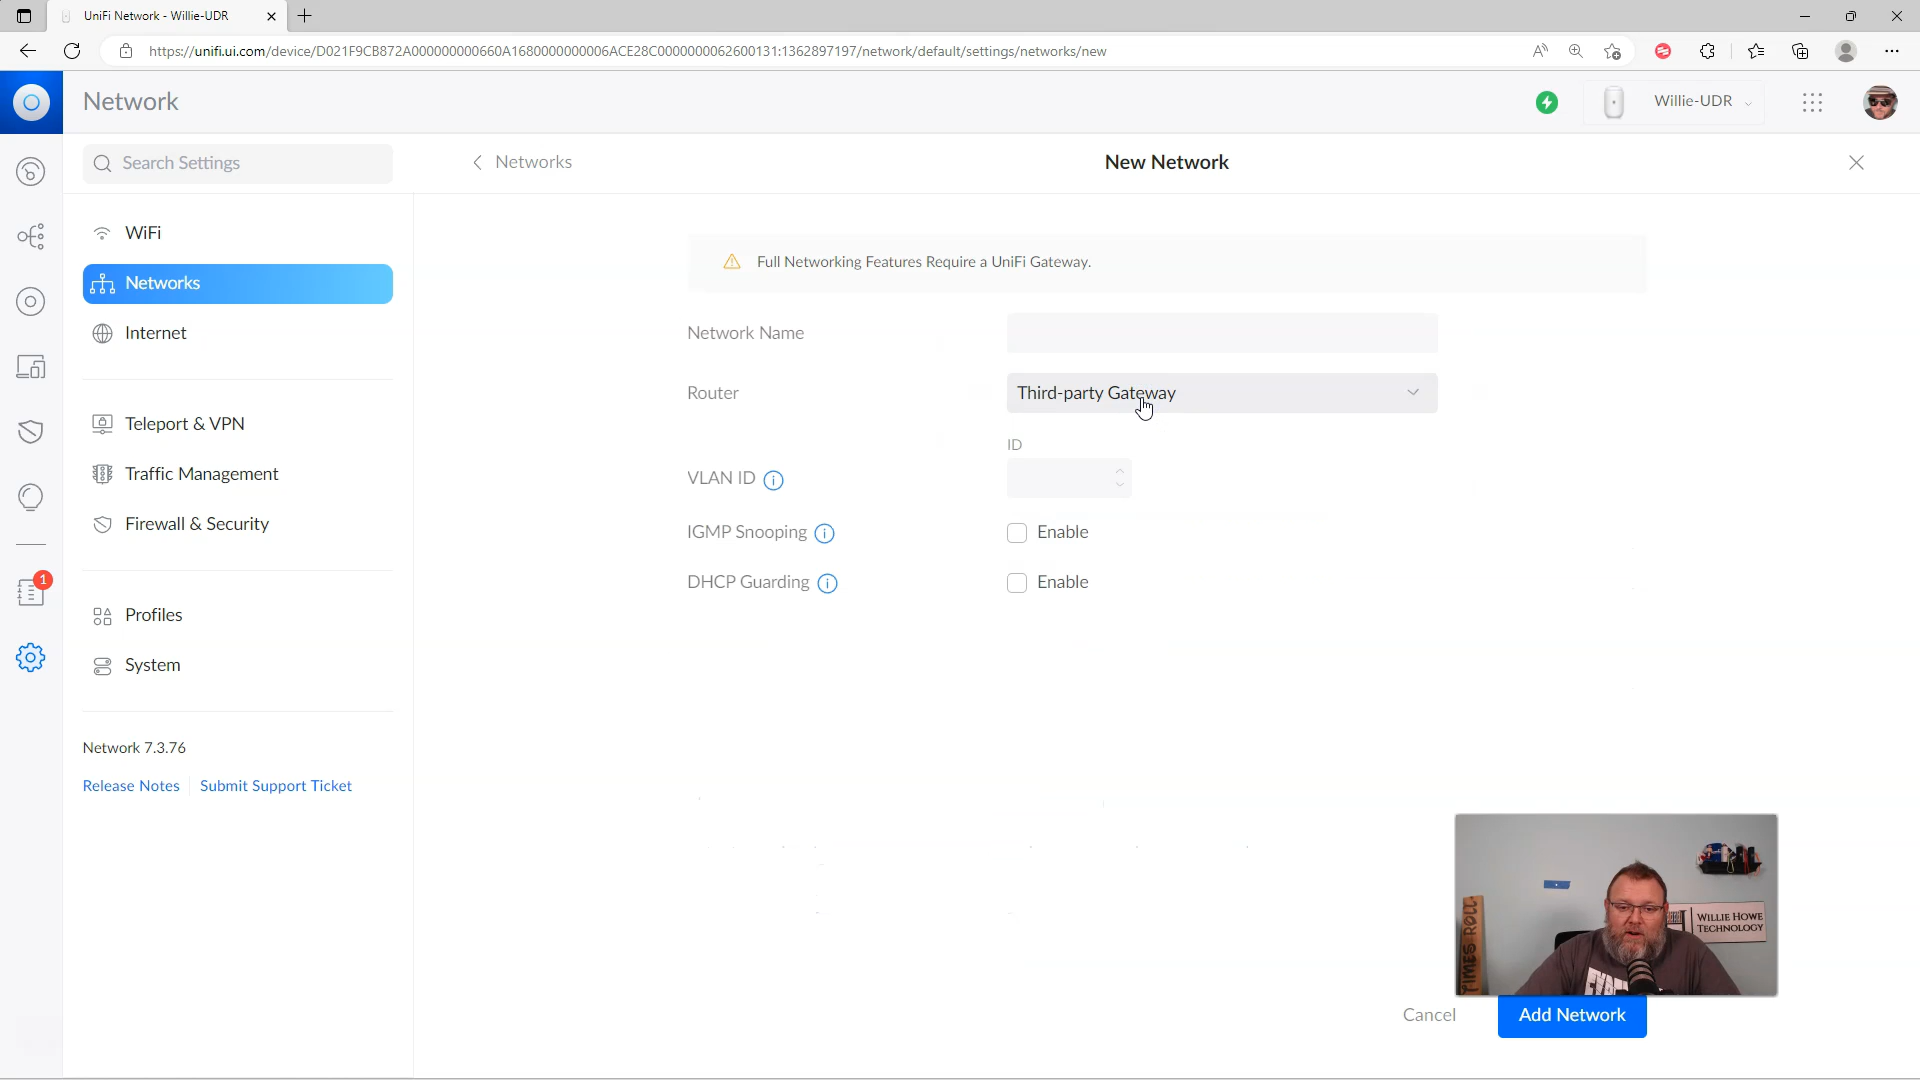 UniFi Network - Willie-UDR
https://unifi.ui.com/device/D021F9CB872A000000000660A1680000000006ACE28C0000000062600131:1362897197/network/default/settings/networks/new
Network
Willie-UDR
Search Settings
Networks
New Network
WiFi
Networks
Internet
Teleport & VPN
Traffic Management
Firewall & Security
1
Profiles
System
Network 7.3.76
Release Notes
Submit Support Ticket
Full Networking Features Require a UniFi Gateway.
Network Name
Router
Third-party Gateway
ID
VLAN ID
IGMP Snooping
Enable
DHCP Guarding
Enable
TIMES ROLL
WILLIE HOWE
TECHNOLOGY
Cancel
Add Network